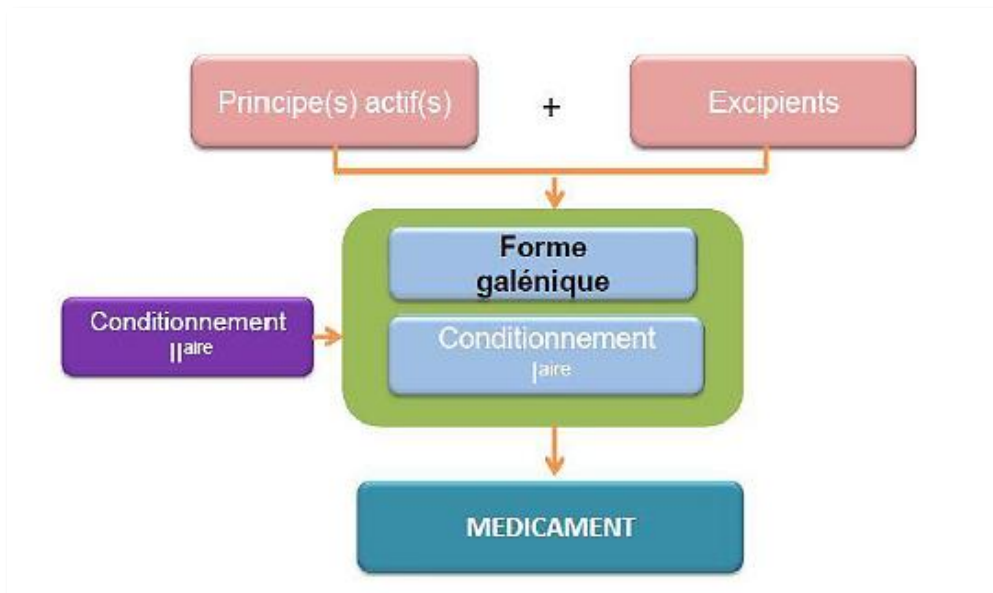 Principe(s) actif(s)
+
Excipients
Forme
galénique
Conditionnement
IIaire
Conditionnement
Iaire
MEDICAMENT